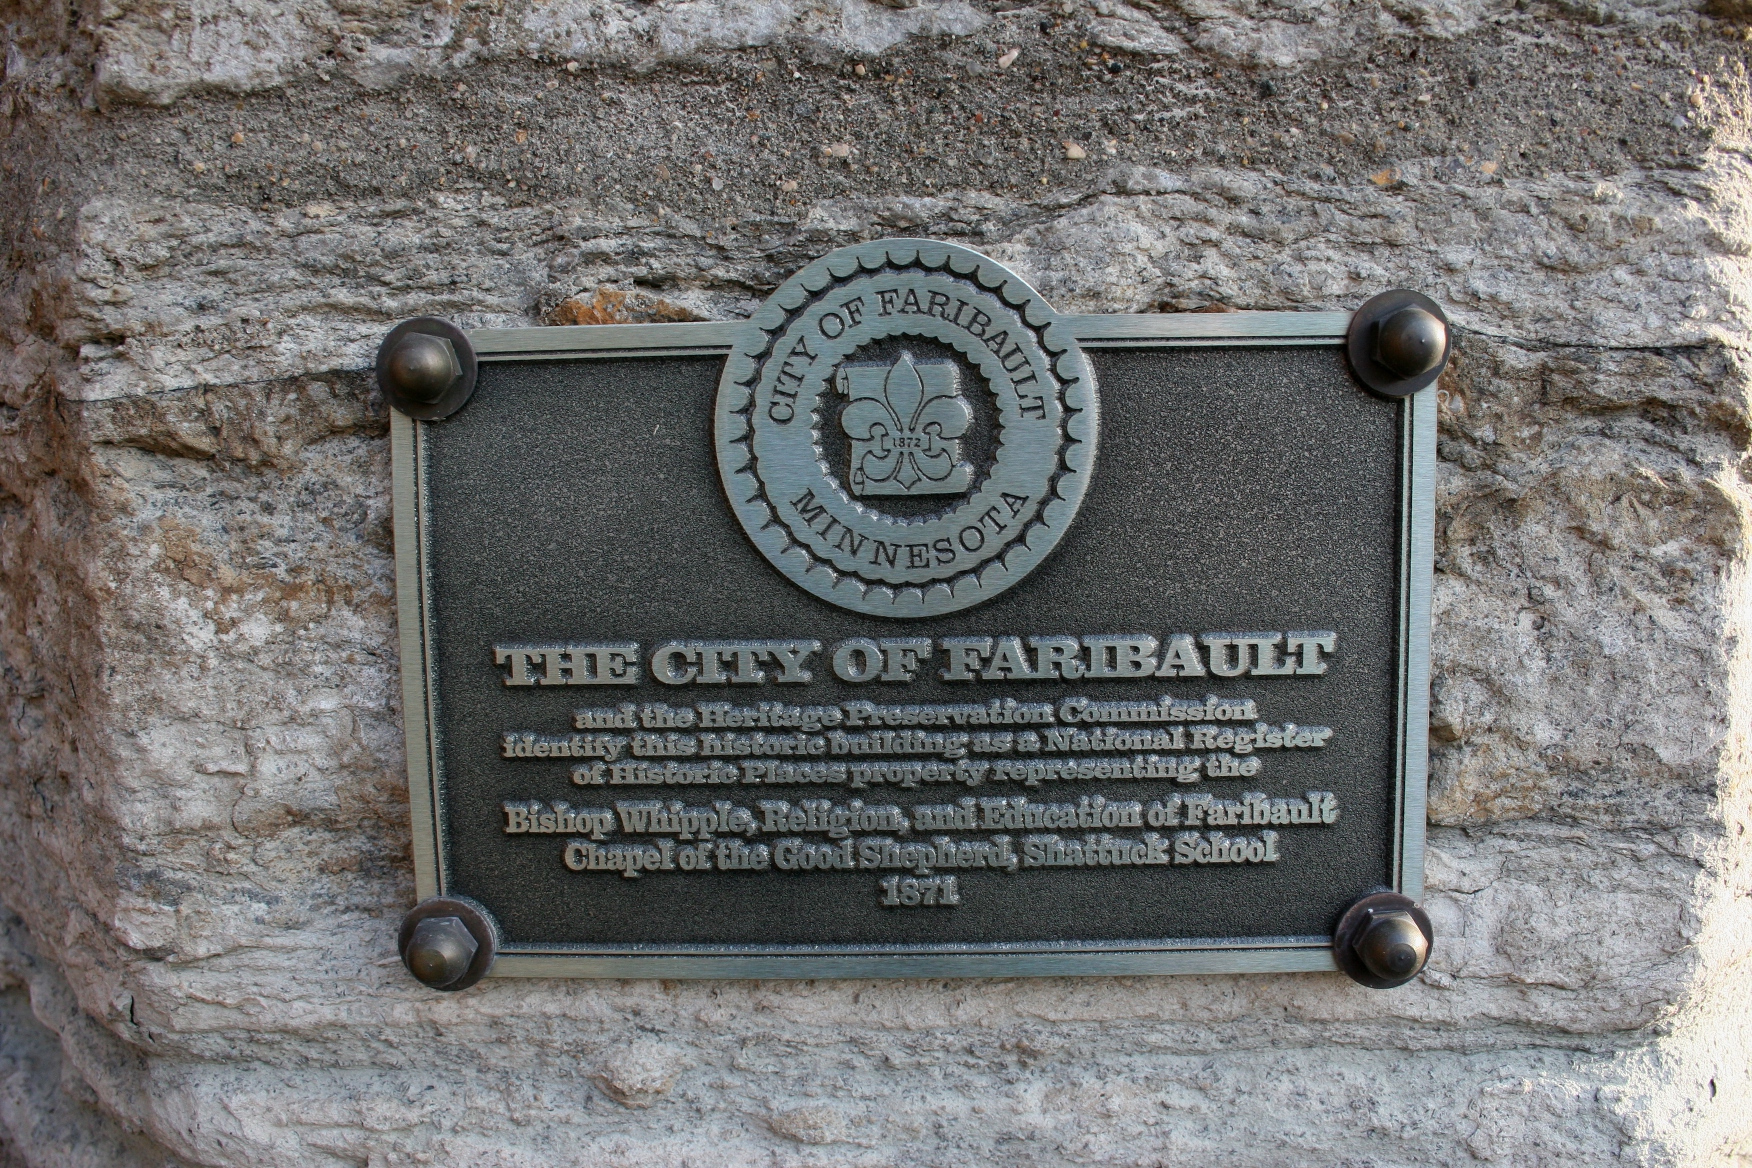 CITY OF FARIBAULT
1872
MINNESOTA
THE CITY OF FARIBAULT
and the Heritage Preservation Commission
identify this historic building as a National Register
of Historic Places property representing the
Bishop Whipple, Religion, and Education of Faribault
Chapel of the Good Shepherd, Shattuck School
1871